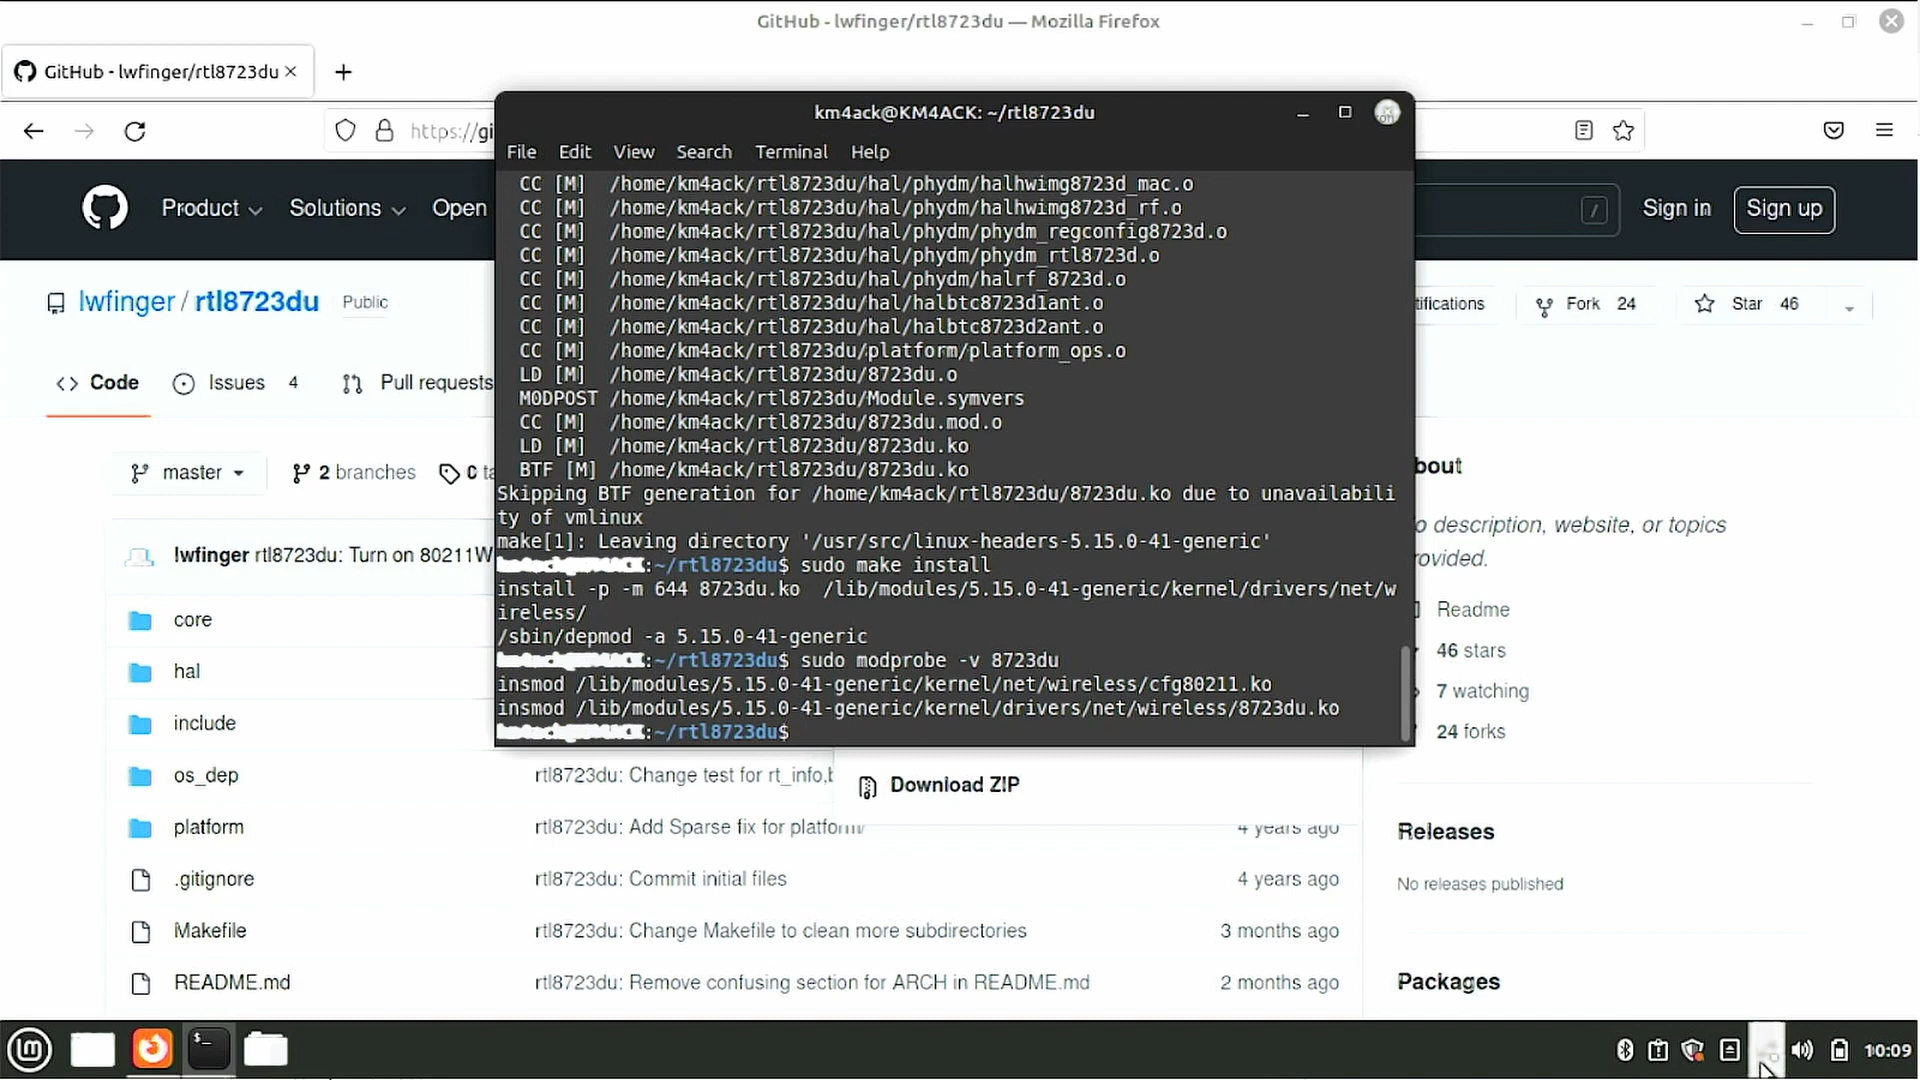 GitHub - lwfinger/rtl8723du — Mozilla Firefox
GitHub - lwfinger/rtl8723du
https://gi
Product Solutions Open
/ Sign in Sign up
lwfinger / rtl8723du Public
tifications Fork 24 Star 46
Code Issues 4 Pull requests
master 2 branches 0 ta
lwfinger rtl8723du: Turn on 80211W
core
hal
include
os_dep rtl8723du: Change test for rt_info,b
platform rtl8723du: Add Sparse fix for platform/ 4 years ago
.gitignore rtl8723du: Commit initial files 4 years ago
Makefile rtl8723du: Change Makefile to clean more subdirectories 3 months ago
README.md rtl8723du: Remove confusing section for ARCH in README.md 2 months ago
Download ZIP
km4ack@KM4ACK: ~/rtl8723du
File Edit View Search Terminal Help
CC [M] /home/km4ack/rtl8723du/hal/phydm/halhwimg8723d_mac.o
CC [M] /home/km4ack/rtl8723du/hal/phydm/halhwimg8723d_rf.o
CC [M] /home/km4ack/rtl8723du/hal/phydm/phydm_regconfig8723d.o
CC [M] /home/km4ack/rtl8723du/hal/phydm/phydm_rtl8723d.o
CC [M] /home/km4ack/rtl8723du/hal/phydm/halrf_8723d.o
CC [M] /home/km4ack/rtl8723du/hal/halbtc8723d1ant.o
CC [M] /home/km4ack/rtl8723du/hal/halbtc8723d2ant.o
CC [M] /home/km4ack/rtl8723du/platform/platform_ops.o
LD [M] /home/km4ack/rtl8723du/8723du.o
MODPOST /home/km4ack/rtl8723du/Module.symvers
CC [M] /home/km4ack/rtl8723du/8723du.mod.o
LD [M] /home/km4ack/rtl8723du/8723du.ko
BTF [M] /home/km4ack/rtl8723du/8723du.ko
Skipping BTF generation for /home/km4ack/rtl8723du/8723du.ko due to unavailabili
ty of vmlinux
make[1]: Leaving directory '/usr/src/linux-headers-5.15.0-41-generic'
:~/rtl8723du$ sudo make install
install -p -m 644 8723du.ko /lib/modules/5.15.0-41-generic/kernel/drivers/net/w
ireless/
/sbin/depmod -a 5.15.0-41-generic
:~/rtl8723du$ sudo modprobe -v 8723du
insmod /lib/modules/5.15.0-41-generic/kernel/net/wireless/cfg80211.ko
insmod /lib/modules/5.15.0-41-generic/kernel/drivers/net/wireless/8723du.ko
:~/rtl8723du$
bout
o description, website, or topics
rovided.
Readme
46 stars
7 watching
24 forks
Releases
No releases published
Packages
10:09